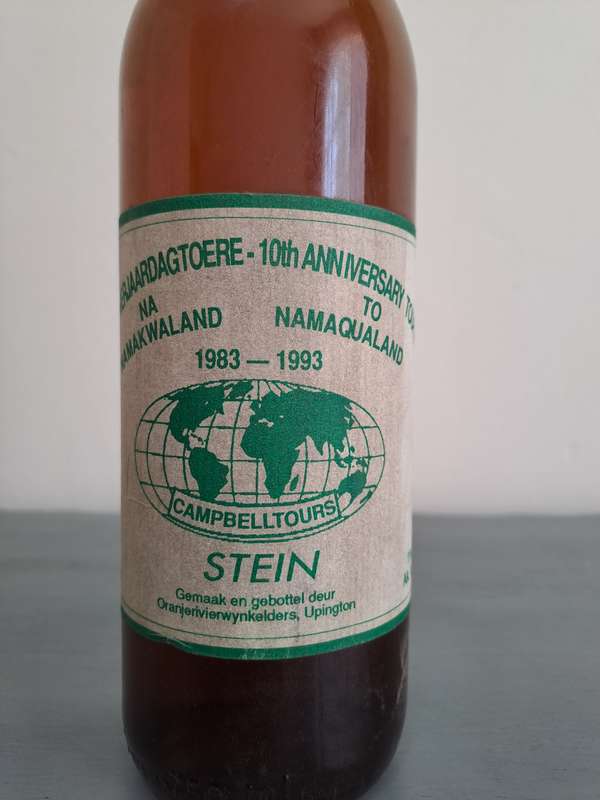 - 10th ANNIVERSARY
NA
TO
NAMAQUALAND
1983 — 1993
CAMPBELLTOURS
STEIN
Gemaak en gebottel deur
Oranjerivierwynkelders, Upington